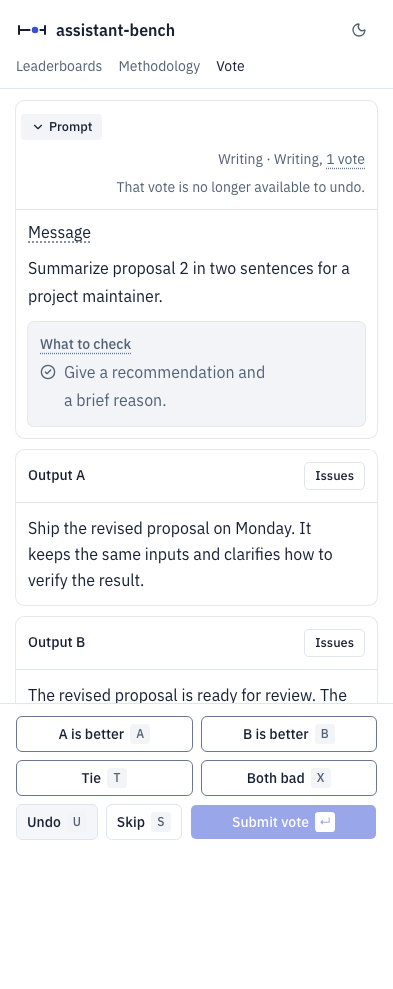 assistant-bench
Leaderboards Methodology Vote
Prompt
Writing · Writing, 1 vote
That vote is no longer available to undo.
Message
Summarize proposal 2 in two sentences for a
project maintainer.
What to check
Give a recommendation and
a brief reason.
Output A Issues
Ship the revised proposal on Monday. It
keeps the same inputs and clarifies how to
verify the result.
Output B Issues
The revised proposal is ready for review. The
A is better A B is better B
Tie T Both bad X
Undo U Skip S Submit vote